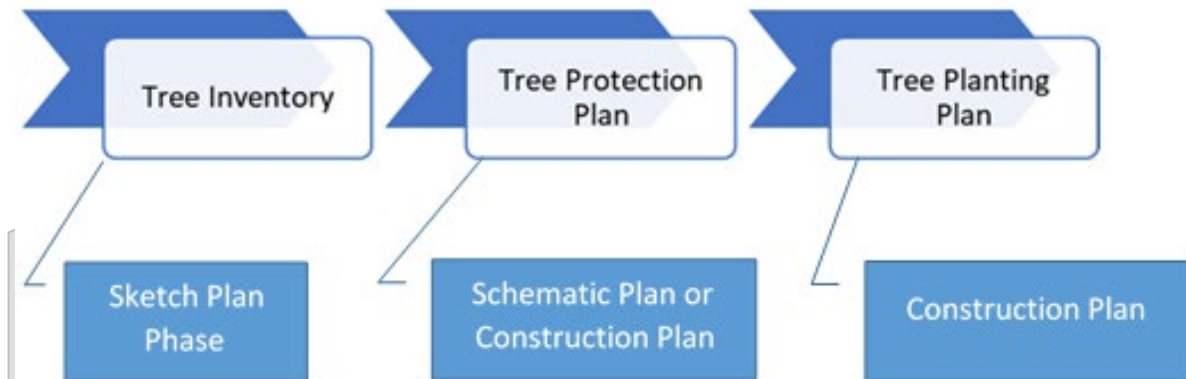 Tree Inventory
Tree Protection
Plan
Tree Planting
Plan
Sketch Plan
Phase
Schematic Plan or
Construction Plan
Construction Plan